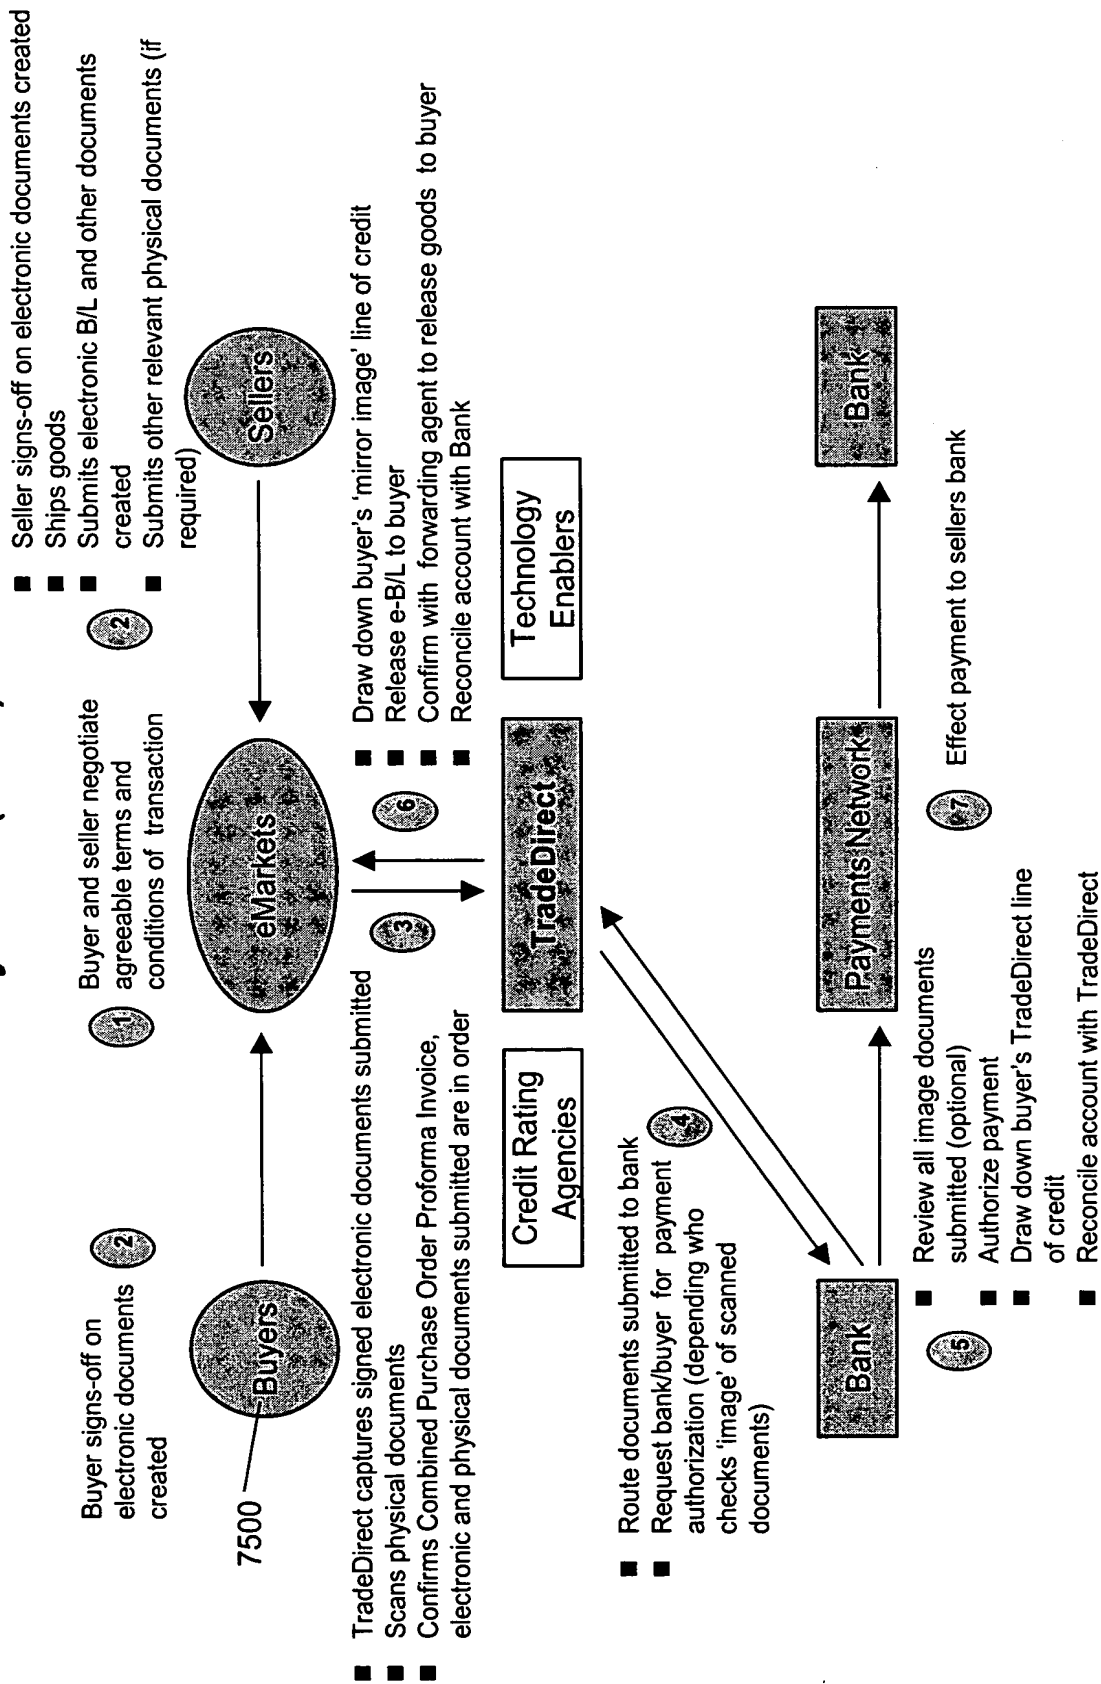 Buyer signs-off on
electronic documents
created
2
1
Buyer and seller negotiate
agreeable terms and
conditions of transaction
2
■ Seller signs-off on electronic documents created
■ Ships goods
■ Submits electronic B/L and other documents
created
■ Submits other relevant physical documents (if
required)
7500
Buyers
eMarkets
Sellers
■ TradeDirect captures signed electronic documents submitted
■ Scans physical documents
■ Confirms Combined Purchase Order Proforma Invoice,
electronic and physical documents submitted are in order
3
6
■ Draw down buyer's 'mirror image' line of credit
■ Release e-B/L to buyer
■ Confirm with forwarding agent to release goods to buyer
■ Reconcile account with Bank
Credit Rating
Agencies
TradeDirect
Technology
Enablers
■ Route documents submitted to bank
■ Request bank/buyer for payment
authorization (depending who
checks 'image' of scanned
documents)
4
Bank
Payments Network
Bank
5
■ Review all image documents
submitted (optional)
■ Authorize payment
■ Draw down buyer's TradeDirect line
of credit
■ Reconcile account with TradeDirect
7
Effect payment to sellers bank